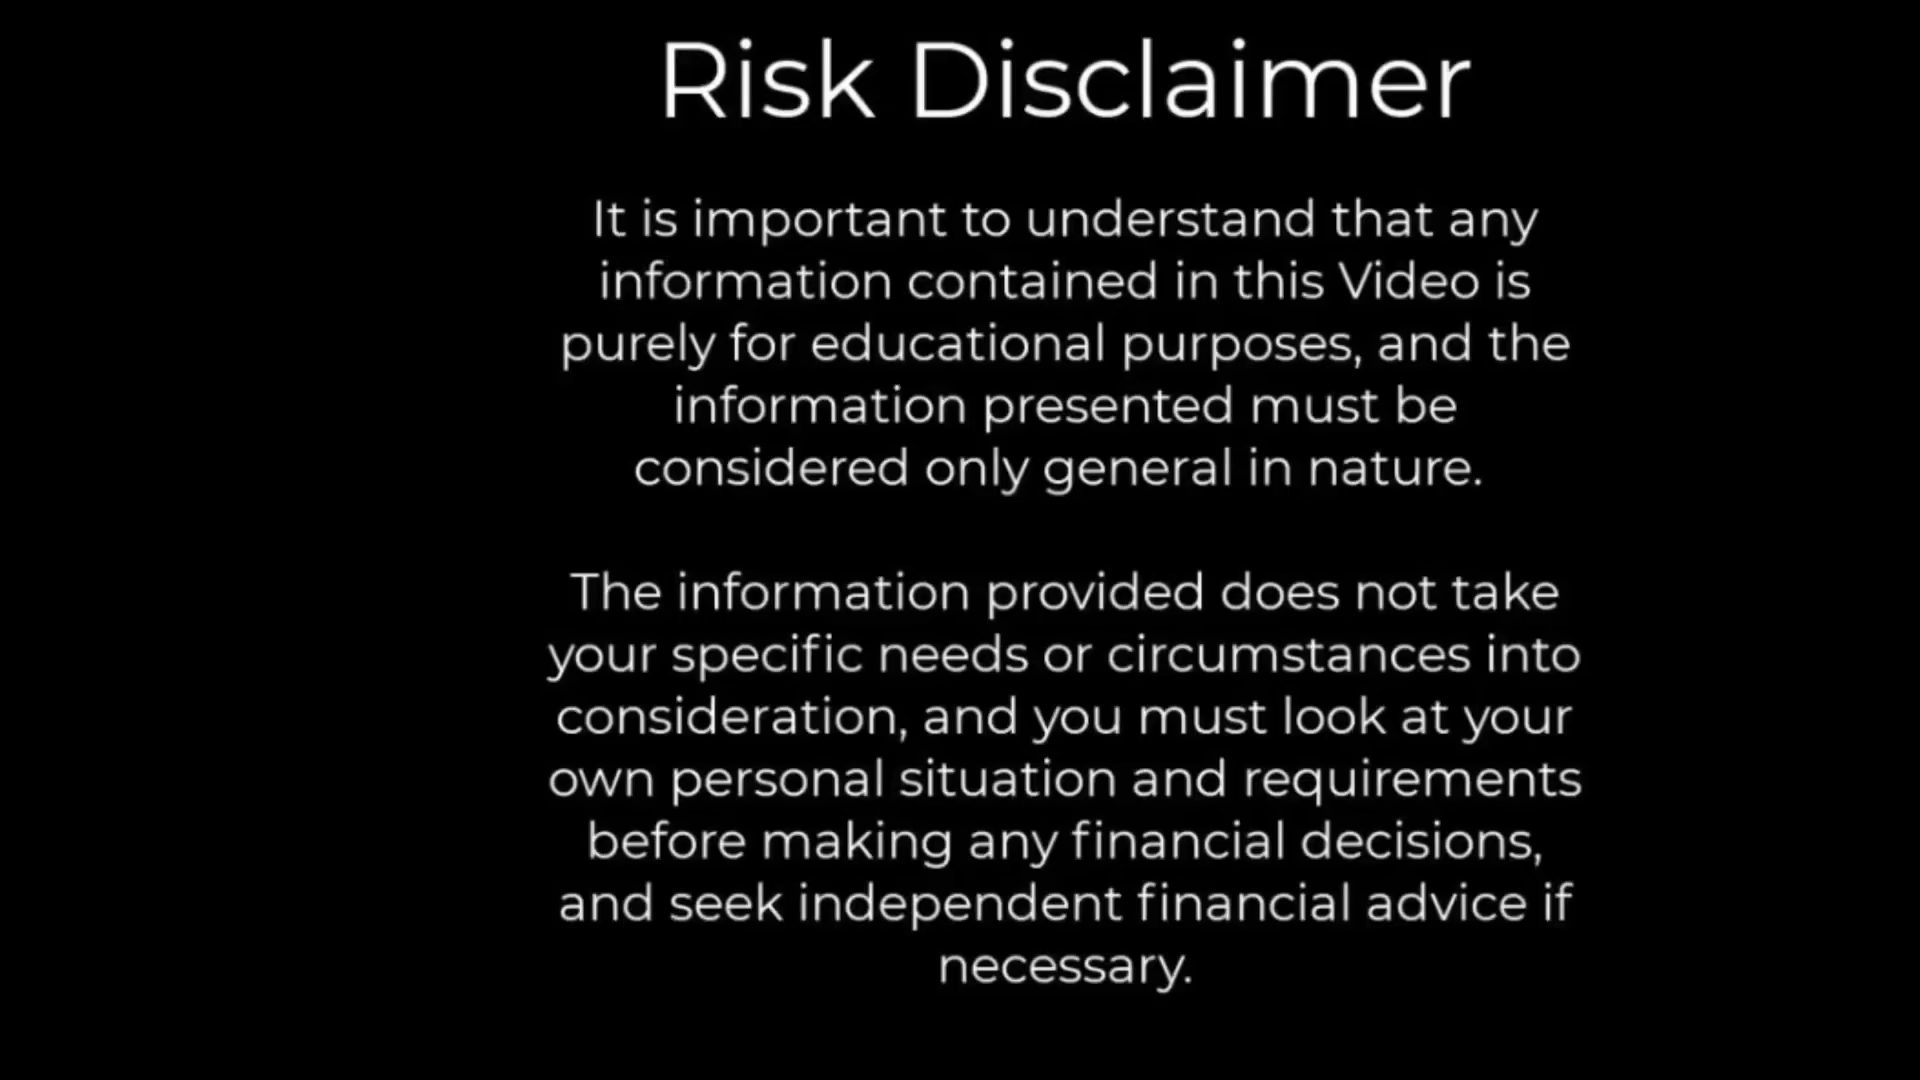 Risk Disclaimer
It is important to understand that any
information contained in this Video is
purely for educational purposes, and the
information presented must be
considered only general in nature.
The information provided does not take
your specific needs or circumstances into
consideration, and you must look at your
own personal situation and requirements
before making any financial decisions,
and seek independent financial advice if
necessary.